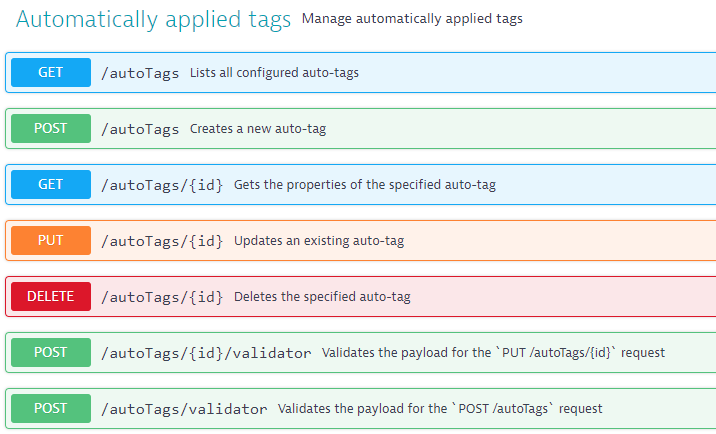 Automatically applied tags Manage automatically applied tags
GET /autoTags Lists all configured auto-tags
POST /autoTags Creates a new auto-tag
GET /autoTags/{id} Gets the properties of the specified auto-tag
PUT /autoTags/{id} Updates an existing auto-tag
DELETE /autoTags/{id} Deletes the specified auto-tag
POST /autoTags/{id}/validator Validates the payload for the `PUT /autoTags/{id}` request
POST /autoTags/validator Validates the payload for the `POST /autoTags` request